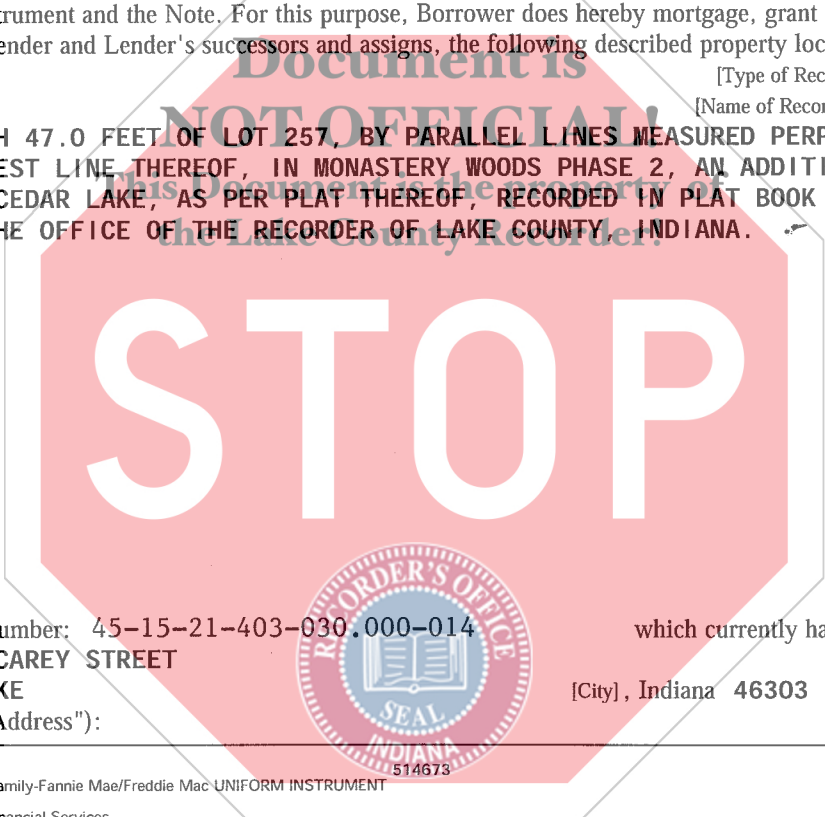 trument and the Note. For this purpose, Borrower does hereby mortgage, grant
ender and Lender's successors and assigns, the following described property loc
Document is
[Type of Rec
NOT OFFICIAL!
[Name of Recor
H 47.0 FEET OF LOT 257, BY PARALLEL LINES MEASURED PERP
EST LINE THEREOF, IN MONASTERY WOODS PHASE 2, AN ADDITI
This Document is the property of
CEDAR LAKE, AS PER PLAT THEREOF, RECORDED IN PLAT BOOK
the Lake County Recorder!
HE OFFICE OF THE RECORDER OF LAKE COUNTY, INDIANA.
STOP
RECORDER'S OFFICE
SEAL
INDIANA
umber: 45-15-21-403-030.000-014 which currently ha
CAREY STREET
KE [City], Indiana 46303
Address"):
514673
amily-Fannie Mae/Freddie Mac UNIFORM INSTRUMENT
nancial Services